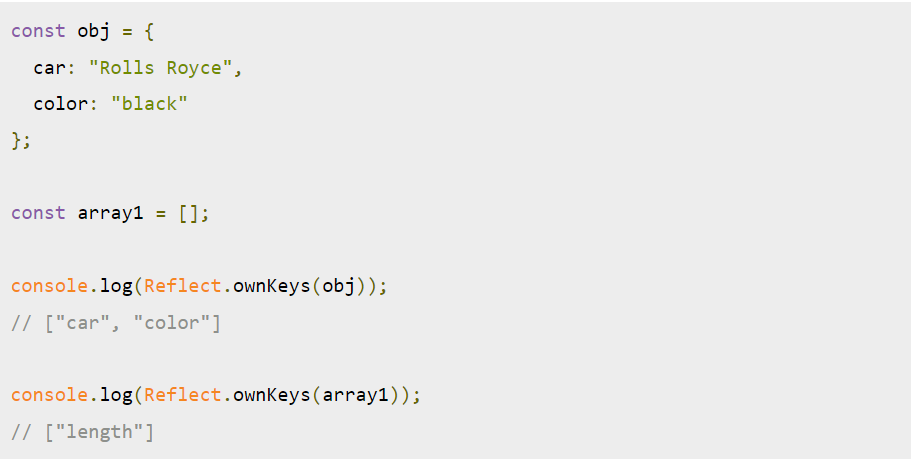 const obj = {
  car: "Rolls Royce",
  color: "black"
};

const array1 = [];

console.log(Reflect.ownKeys(obj));
// ["car", "color"]

console.log(Reflect.ownKeys(array1));
// ["length"]